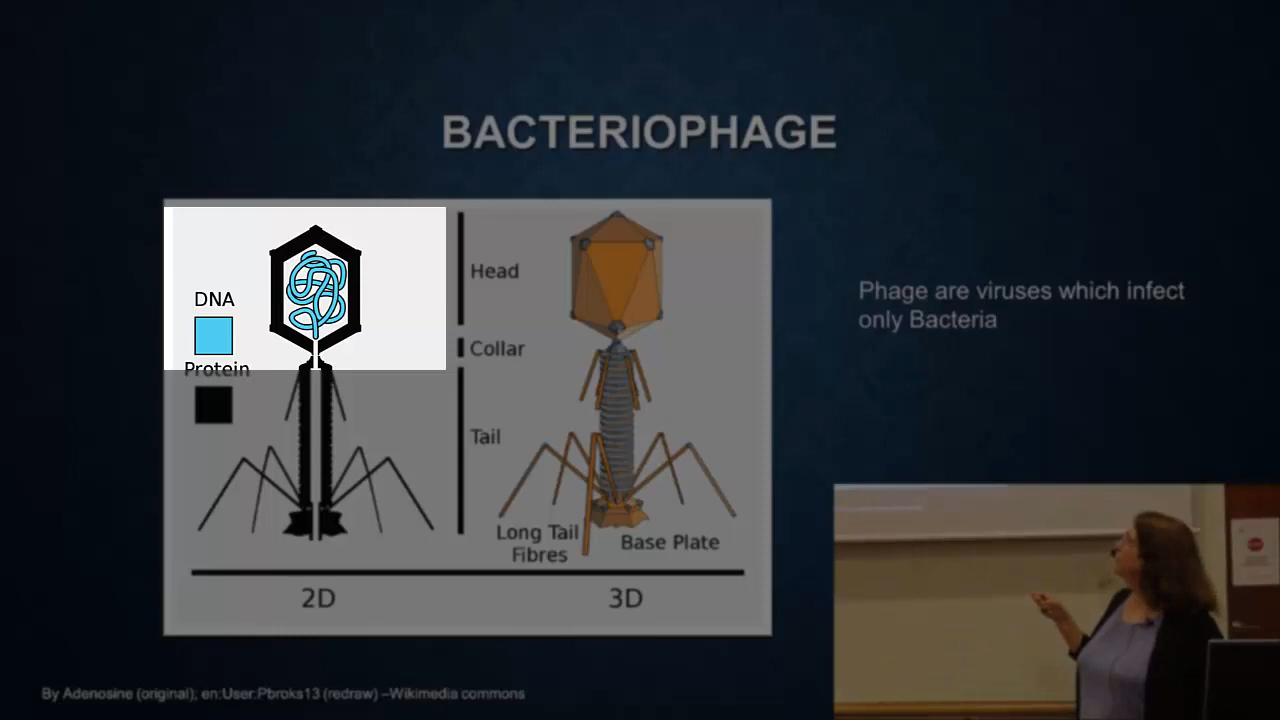 BACTERIOPHAGE
DNA
Protein
Head
Collar
Tail
Long Tail
Fibres
Base Plate
2D
3D
Phage are viruses which infect
only Bacteria
By Adenosine (original); en:User:Pbroks13 (redraw) –Wikimedia commons